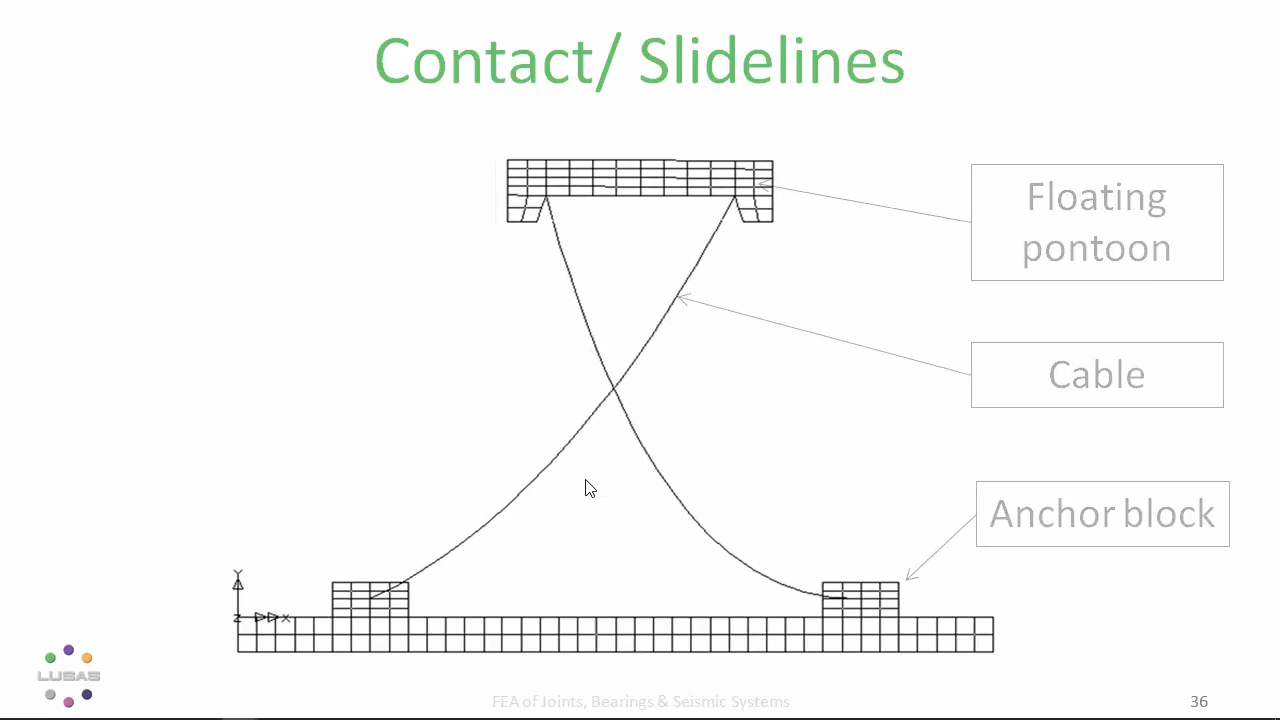 Contact/ Slidelines
Floating
pontoon
Cable
Anchor block
Y
Z X
LUSAS
FEA of Joints, Bearings & Seismic Systems
36